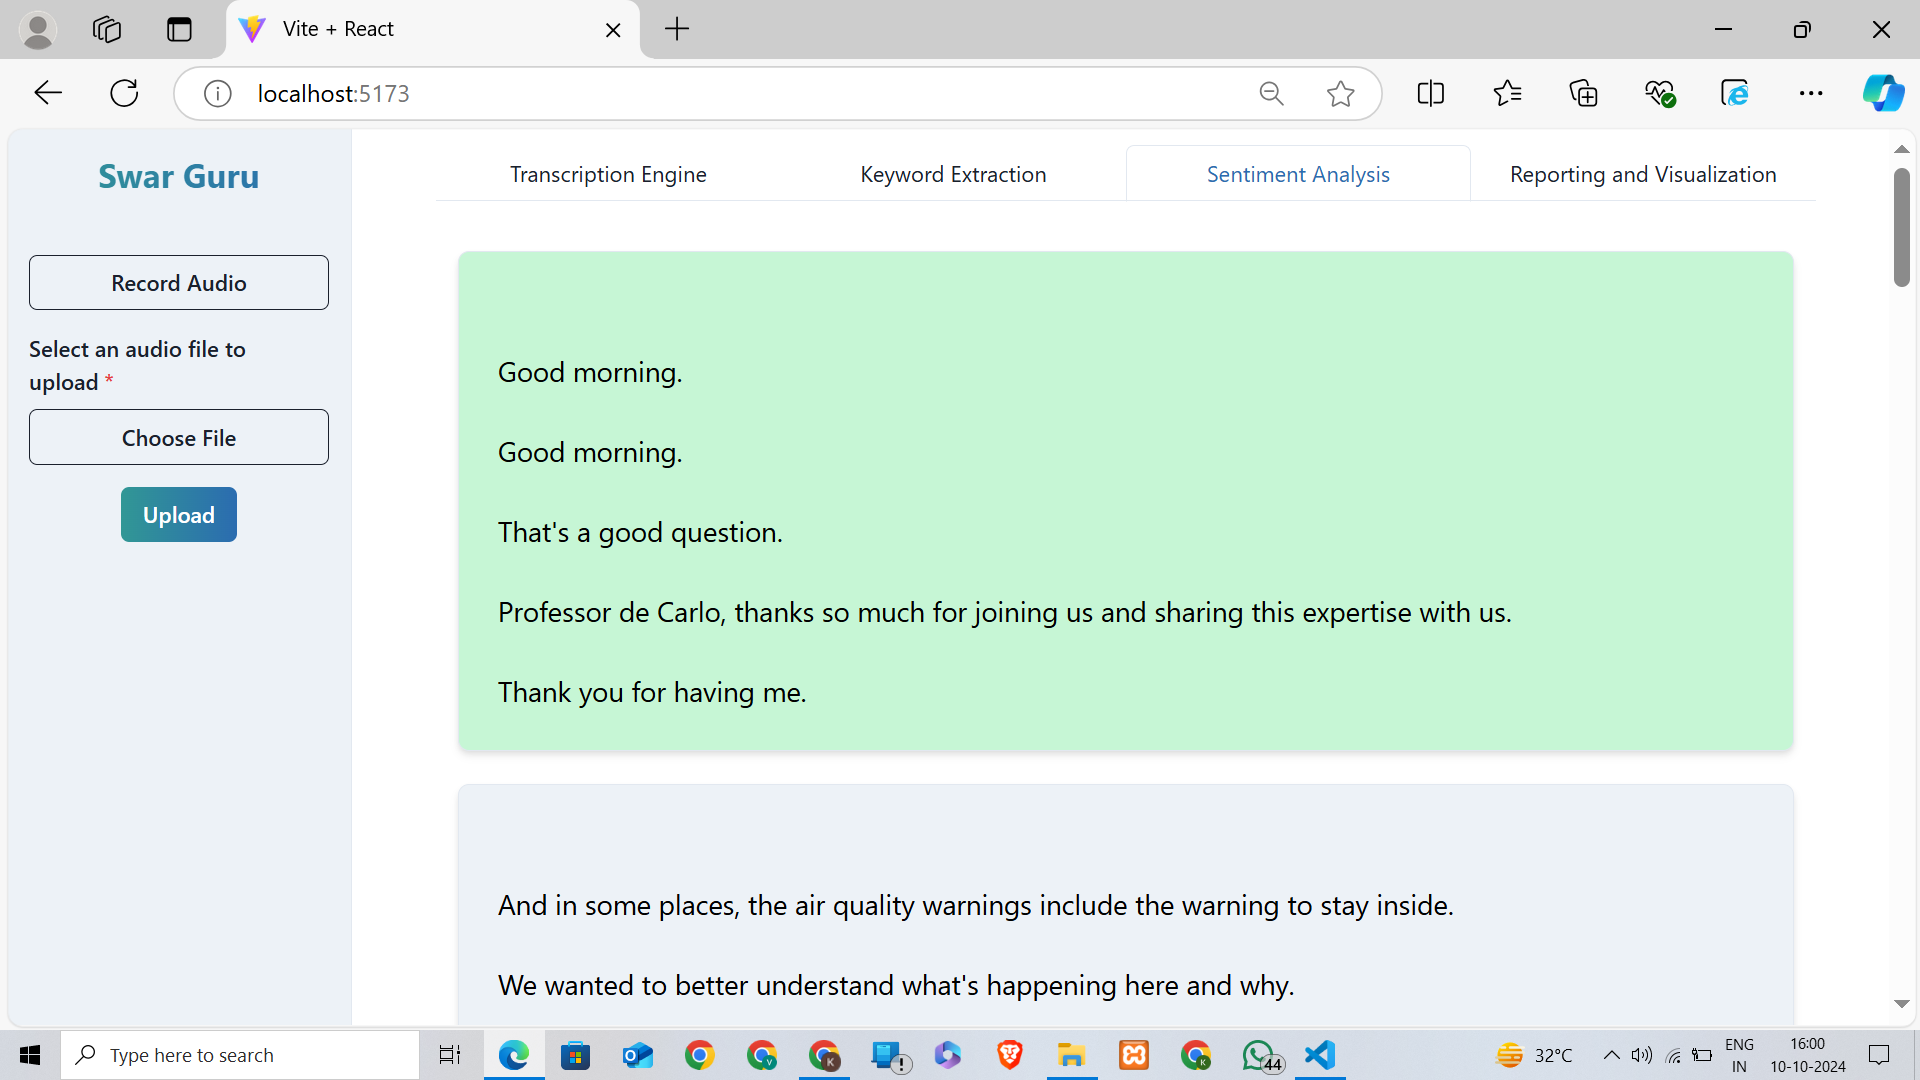 Vite + React
localhost:5173
Swar Guru
Record Audio
Select an audio file to
upload *
Choose File
Upload
Transcription Engine
Keyword Extraction
Sentiment Analysis
Reporting and Visualization
Good morning.
Good morning.
That's a good question.
Professor de Carlo, thanks so much for joining us and sharing this expertise with us.
Thank you for having me.
And in some places, the air quality warnings include the warning to stay inside.
We wanted to better understand what's happening here and why.
Type here to search
V
K
K
44
32°C
ENG
IN
16:00
10-10-2024